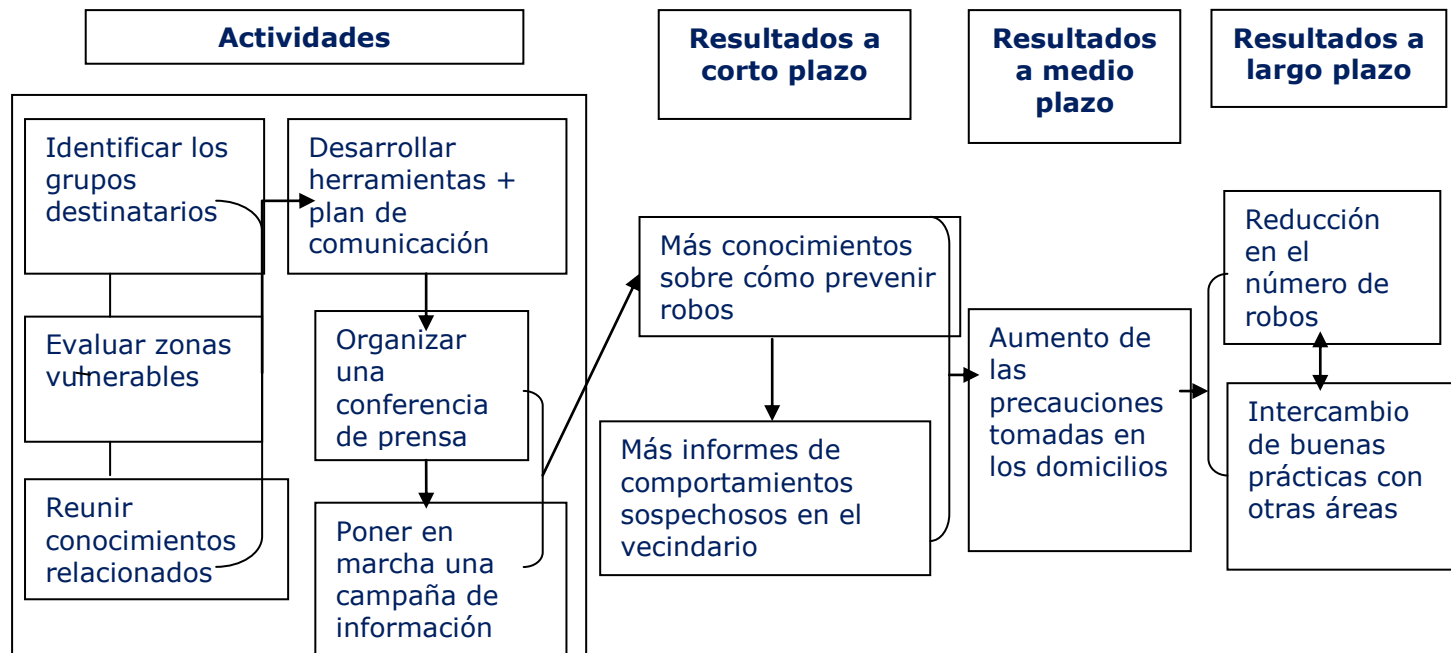 Actividades
Resultados a
corto plazo
Resultados
a medio
plazo
Resultados a
largo plazo
Identificar los
grupos
destinatarios
Evaluar zonas
vulnerables
Reunir
conocimientos
relacionados
Desarrollar
herramientas +
plan de
comunicación
Organizar
una
conferencia
de prensa
Poner en
marcha una
campaña de
información
Más conocimientos
sobre cómo prevenir
robos
Más informes de
comportamientos
sospechosos en el
vecindario
Aumento de
las
precauciones
tomadas en
los domicilios
Reducción
en el
número de
robos
Intercambio
de buenas
prácticas con
otras áreas